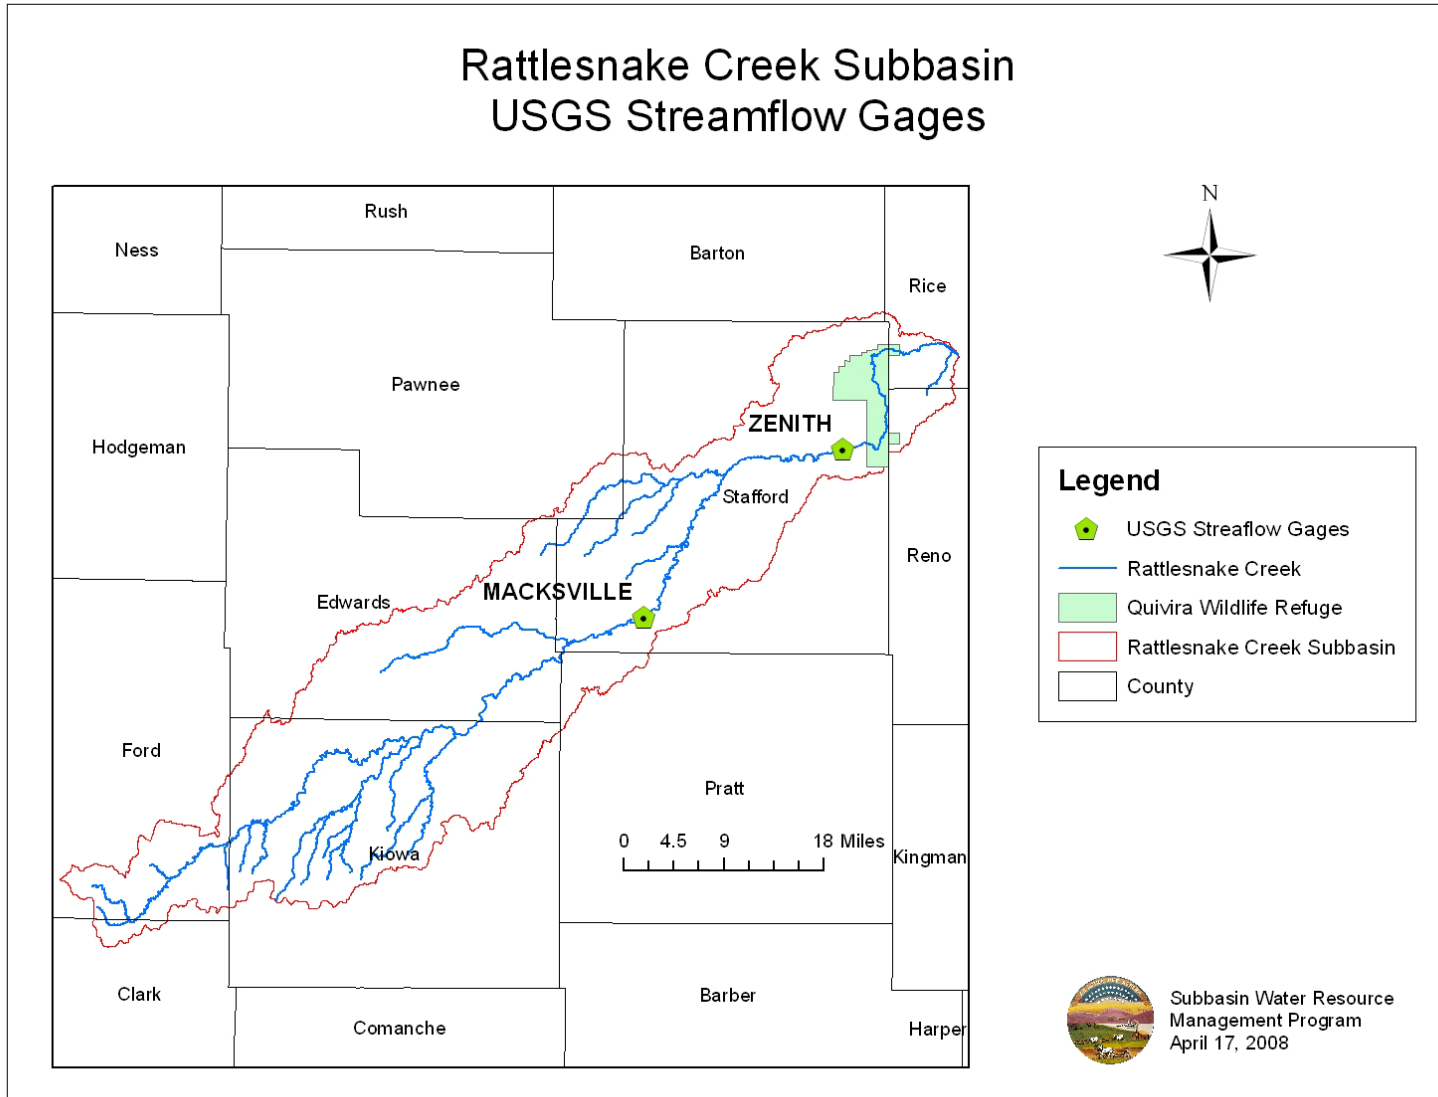 Rattlesnake Creek Subbasin
USGS Streamflow Gages
N
Rush
Ness
Barton
Rice
Pawnee
ZENITH
Hodgeman
Stafford
Reno
MACKSVILLE
Edwards
Ford
Pratt
0 4.5 9 18 Miles
Kiowa
Kingman
Clark
Barber
Comanche
Harper
Legend
USGS Streaflow Gages
Rattlesnake Creek
Quivira Wildlife Refuge
Rattlesnake Creek Subbasin
County
Subbasin Water Resource
Management Program
April 17, 2008